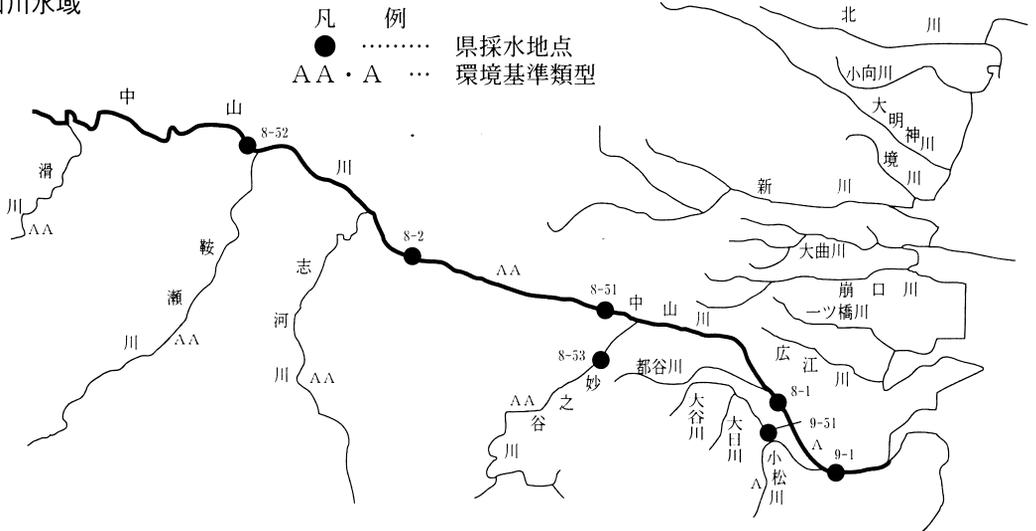 川水域
凡 例
● ……… 県採水地点
AA・A … 環境基準類型
北川
小向川
大明神川
境川
新川
大曲川
崩口川
一ツ橋川
広江川
中山川
8-52
滑川
AA
鞍瀬川
AA
志河川
AA
8-2
AA
8-51
中山川
8-53
妙之谷川
AA
都谷川
大谷川
大日川
8-1
9-51
A
9-1
小松川
A